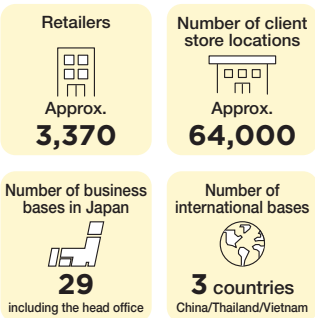 Retailers
Approx.
3,370
Number of client
store locations
Approx.
64,000
Number of business
bases in Japan
29
including the head office
Number of
international bases
3 countries
China/Thailand/Vietnam